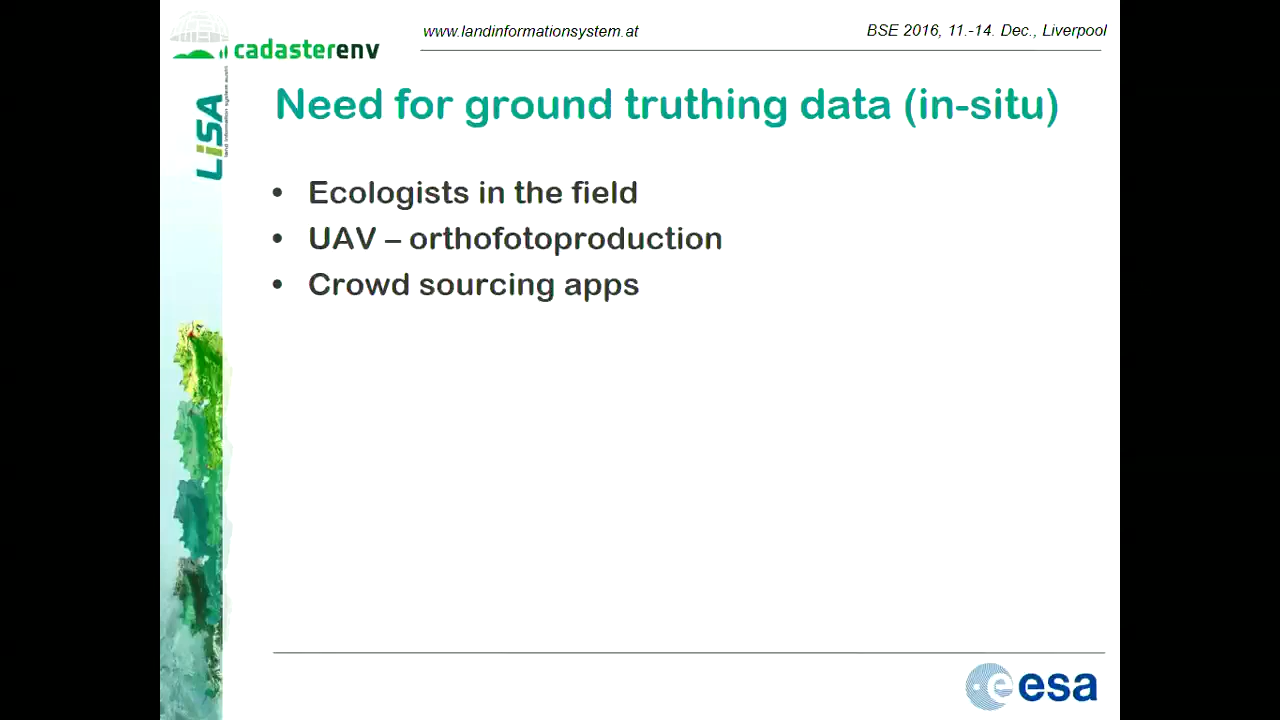 cadasterenv
www.landinformationsystem.at
BSE 2016, 11.-14. Dec., Liverpool
LiSA
Need for ground truthing data (in-situ)
• Ecologists in the field
• UAV – orthofotoproduction
• Crowd sourcing apps
esa